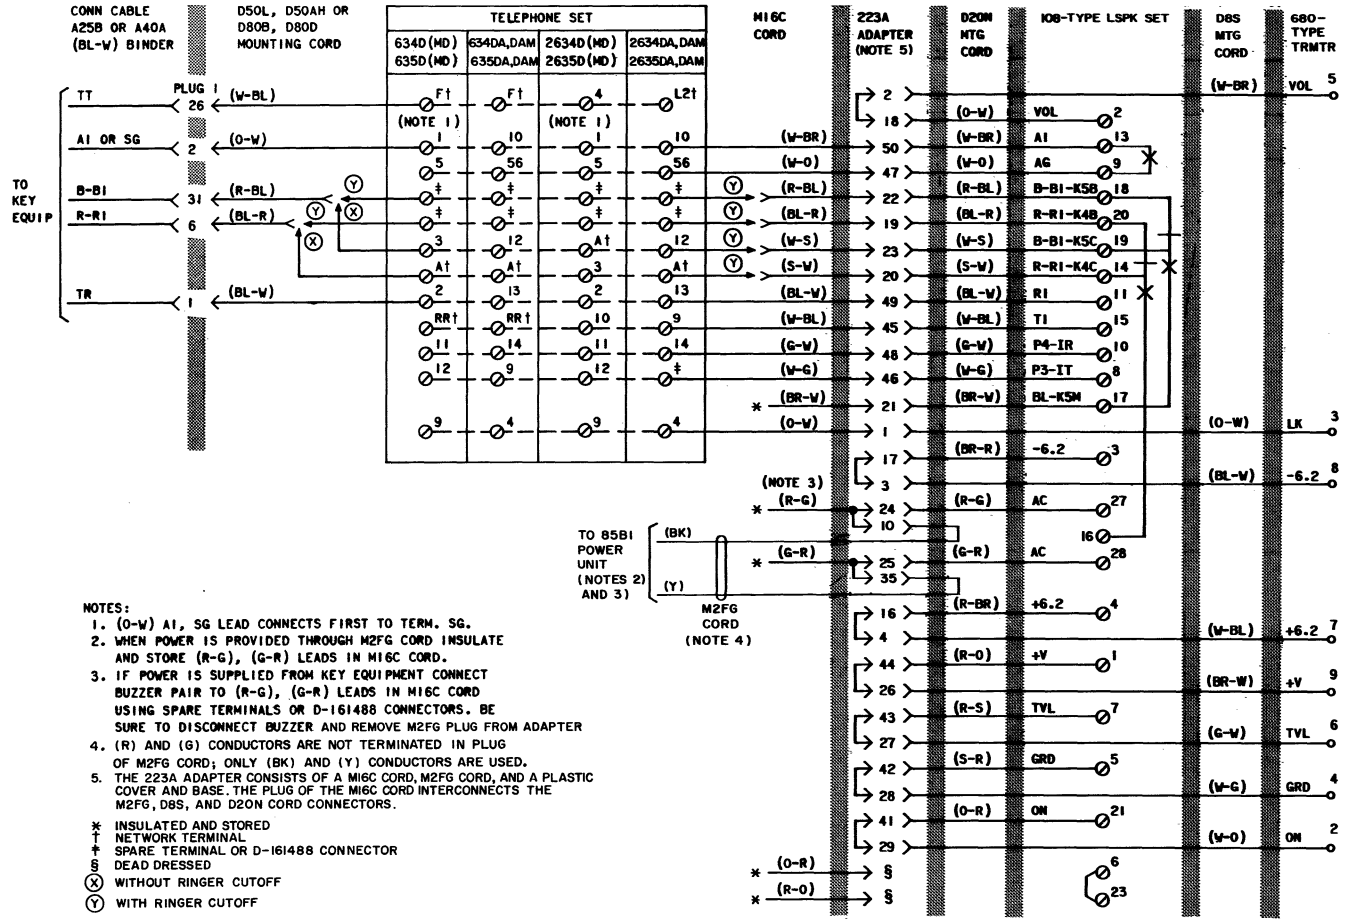 CONN CABLE
A25B OR A40A
(BL-W) BINDER
D50L, D50AH OR
D80B, D80D
MOUNTING CORD
TELEPHONE SET
634D(MD) 634DA,DAM 2634D(MD) 2634DA,DAM
635D(MD) 635DA,DAM 2635D(MD) 2635DA,DAM
M16C
CORD
223A
ADAPTER
(NOTE 5)
D20N
MTG
CORD
108-TYPE LSPK SET
D8S
MTG
CORD
680-
TYPE
TRMTR
PLUG 1
TO
KEY
EQUIP
TT 26 (W-BL) F† F† 4 L2†
(NOTE 1) (NOTE 1)
2 (W-BR) VOL 5
18 (O-W) VOL 2
A1 OR SG 2 (O-W) 1 10 1 10 (W-BR) 50 (W-BR) A1 13
5 56 5 56 (W-O) 47 (W-O) AG 9
B-B1 31 (R-BL) Y ‡ ‡ ‡ ‡ Y (R-BL) 22 (R-BL) B-B1-K5B 18
R-R1 6 (BL-R) Y X ‡ ‡ ‡ ‡ Y (BL-R) 19 (BL-R) R-R1-K4B 20
X 3 12 A† 12 Y (W-S) 23 (W-S) B-B1-K5C 19
A† A† 3 A† Y (S-W) 20 (S-W) R-R1-K4C 14
TR 1 (BL-W) 2 13 2 13 (BL-W) 49 (BL-W) R1 11
RR† RR† 10 9 (W-BL) 45 (W-BL) T1 15
11 14 11 14 (G-W) 48 (G-W) P4-IR 10
12 9 12 ‡ (W-G) 46 (W-G) P3-IT 8
* (BR-W) 21 (BR-W) BL-K5M 17
9 4 9 4 (O-W) 1 (O-W) LK 3
17 (BR-R) -6.2 3
(NOTE 3) 3 (BL-W) -6.2 8
* (R-G) 24 (R-G) AC 27
10
16
TO 85B1
POWER
UNIT
(NOTES 2)
AND 3)
(BK)
* (G-R) 25 (G-R) AC 28
35
(Y)
M2FG
CORD
(NOTE 4)
16 (R-BR) +6.2 4
4 (W-BL) +6.2 7
44 (R-O) +V 1
26 (BR-W) +V 9
43 (R-S) TVL 7
27 (G-W) TVL 6
42 (S-R) GRD 5
28 (W-G) GRD 4
41 (O-R) ON 21
29 (W-O) ON 2
* (O-R) § 6
* (R-O) § 23
NOTES:
1. (O-W) A1, SG LEAD CONNECTS FIRST TO TERM. SG.
2. WHEN POWER IS PROVIDED THROUGH M2FG CORD INSULATE
AND STORE (R-G), (G-R) LEADS IN M16C CORD.
3. IF POWER IS SUPPLIED FROM KEY EQUIPMENT CONNECT
BUZZER PAIR TO (R-G), (G-R) LEADS IN M16C CORD
USING SPARE TERMINALS OR D-161488 CONNECTORS. BE
SURE TO DISCONNECT BUZZER AND REMOVE M2FG PLUG FROM ADAPTER
4. (R) AND (G) CONDUCTORS ARE NOT TERMINATED IN PLUG
OF M2FG CORD; ONLY (BK) AND (Y) CONDUCTORS ARE USED.
5. THE 223A ADAPTER CONSISTS OF A M16C CORD, M2FG CORD, AND A PLASTIC
COVER AND BASE. THE PLUG OF THE M16C CORD INTERCONNECTS THE
M2FG, D8S, AND D20N CORD CONNECTORS.
* INSULATED AND STORED
† NETWORK TERMINAL
‡ SPARE TERMINAL OR D-161488 CONNECTOR
§ DEAD DRESSED
X WITHOUT RINGER CUTOFF
Y WITH RINGER CUTOFF